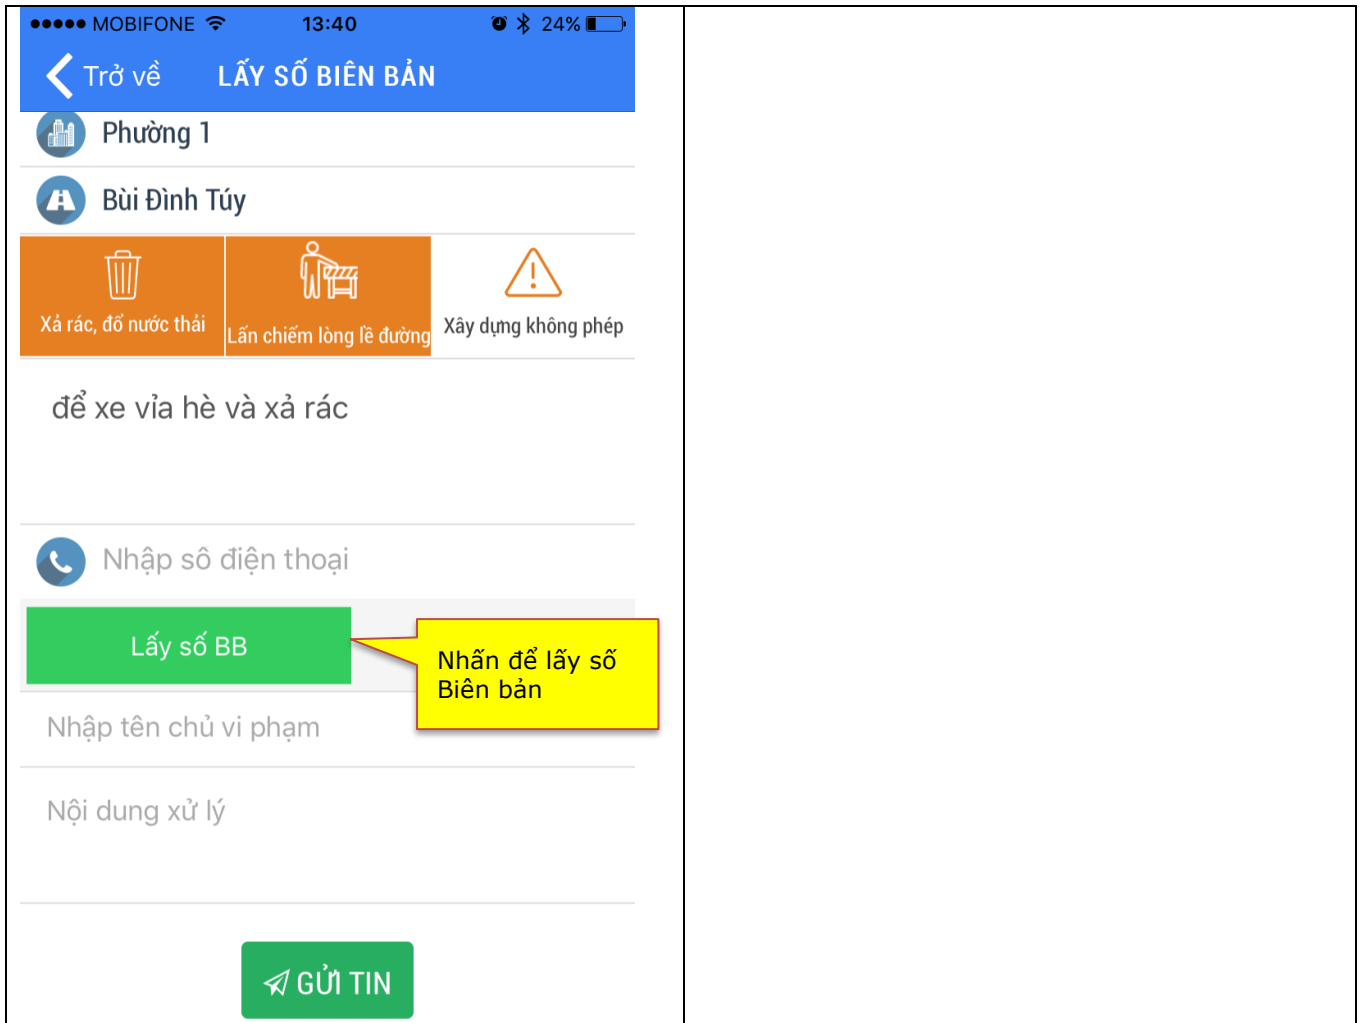 MOBIFONE 13:40 24%
Trở về LẤY SỐ BIÊN BẢN
Phường 1
Bùi Đình Túy
Xả rác, đổ nước thải
Lấn chiếm lòng lề đường
Xây dựng không phép
để xe vỉa hè và xả rác
Nhập sô điện thoại
Lấy số BB
Nhấn để lấy số
Biên bản
Nhập tên chủ vi phạm
Nội dung xử lý
GỬI TIN